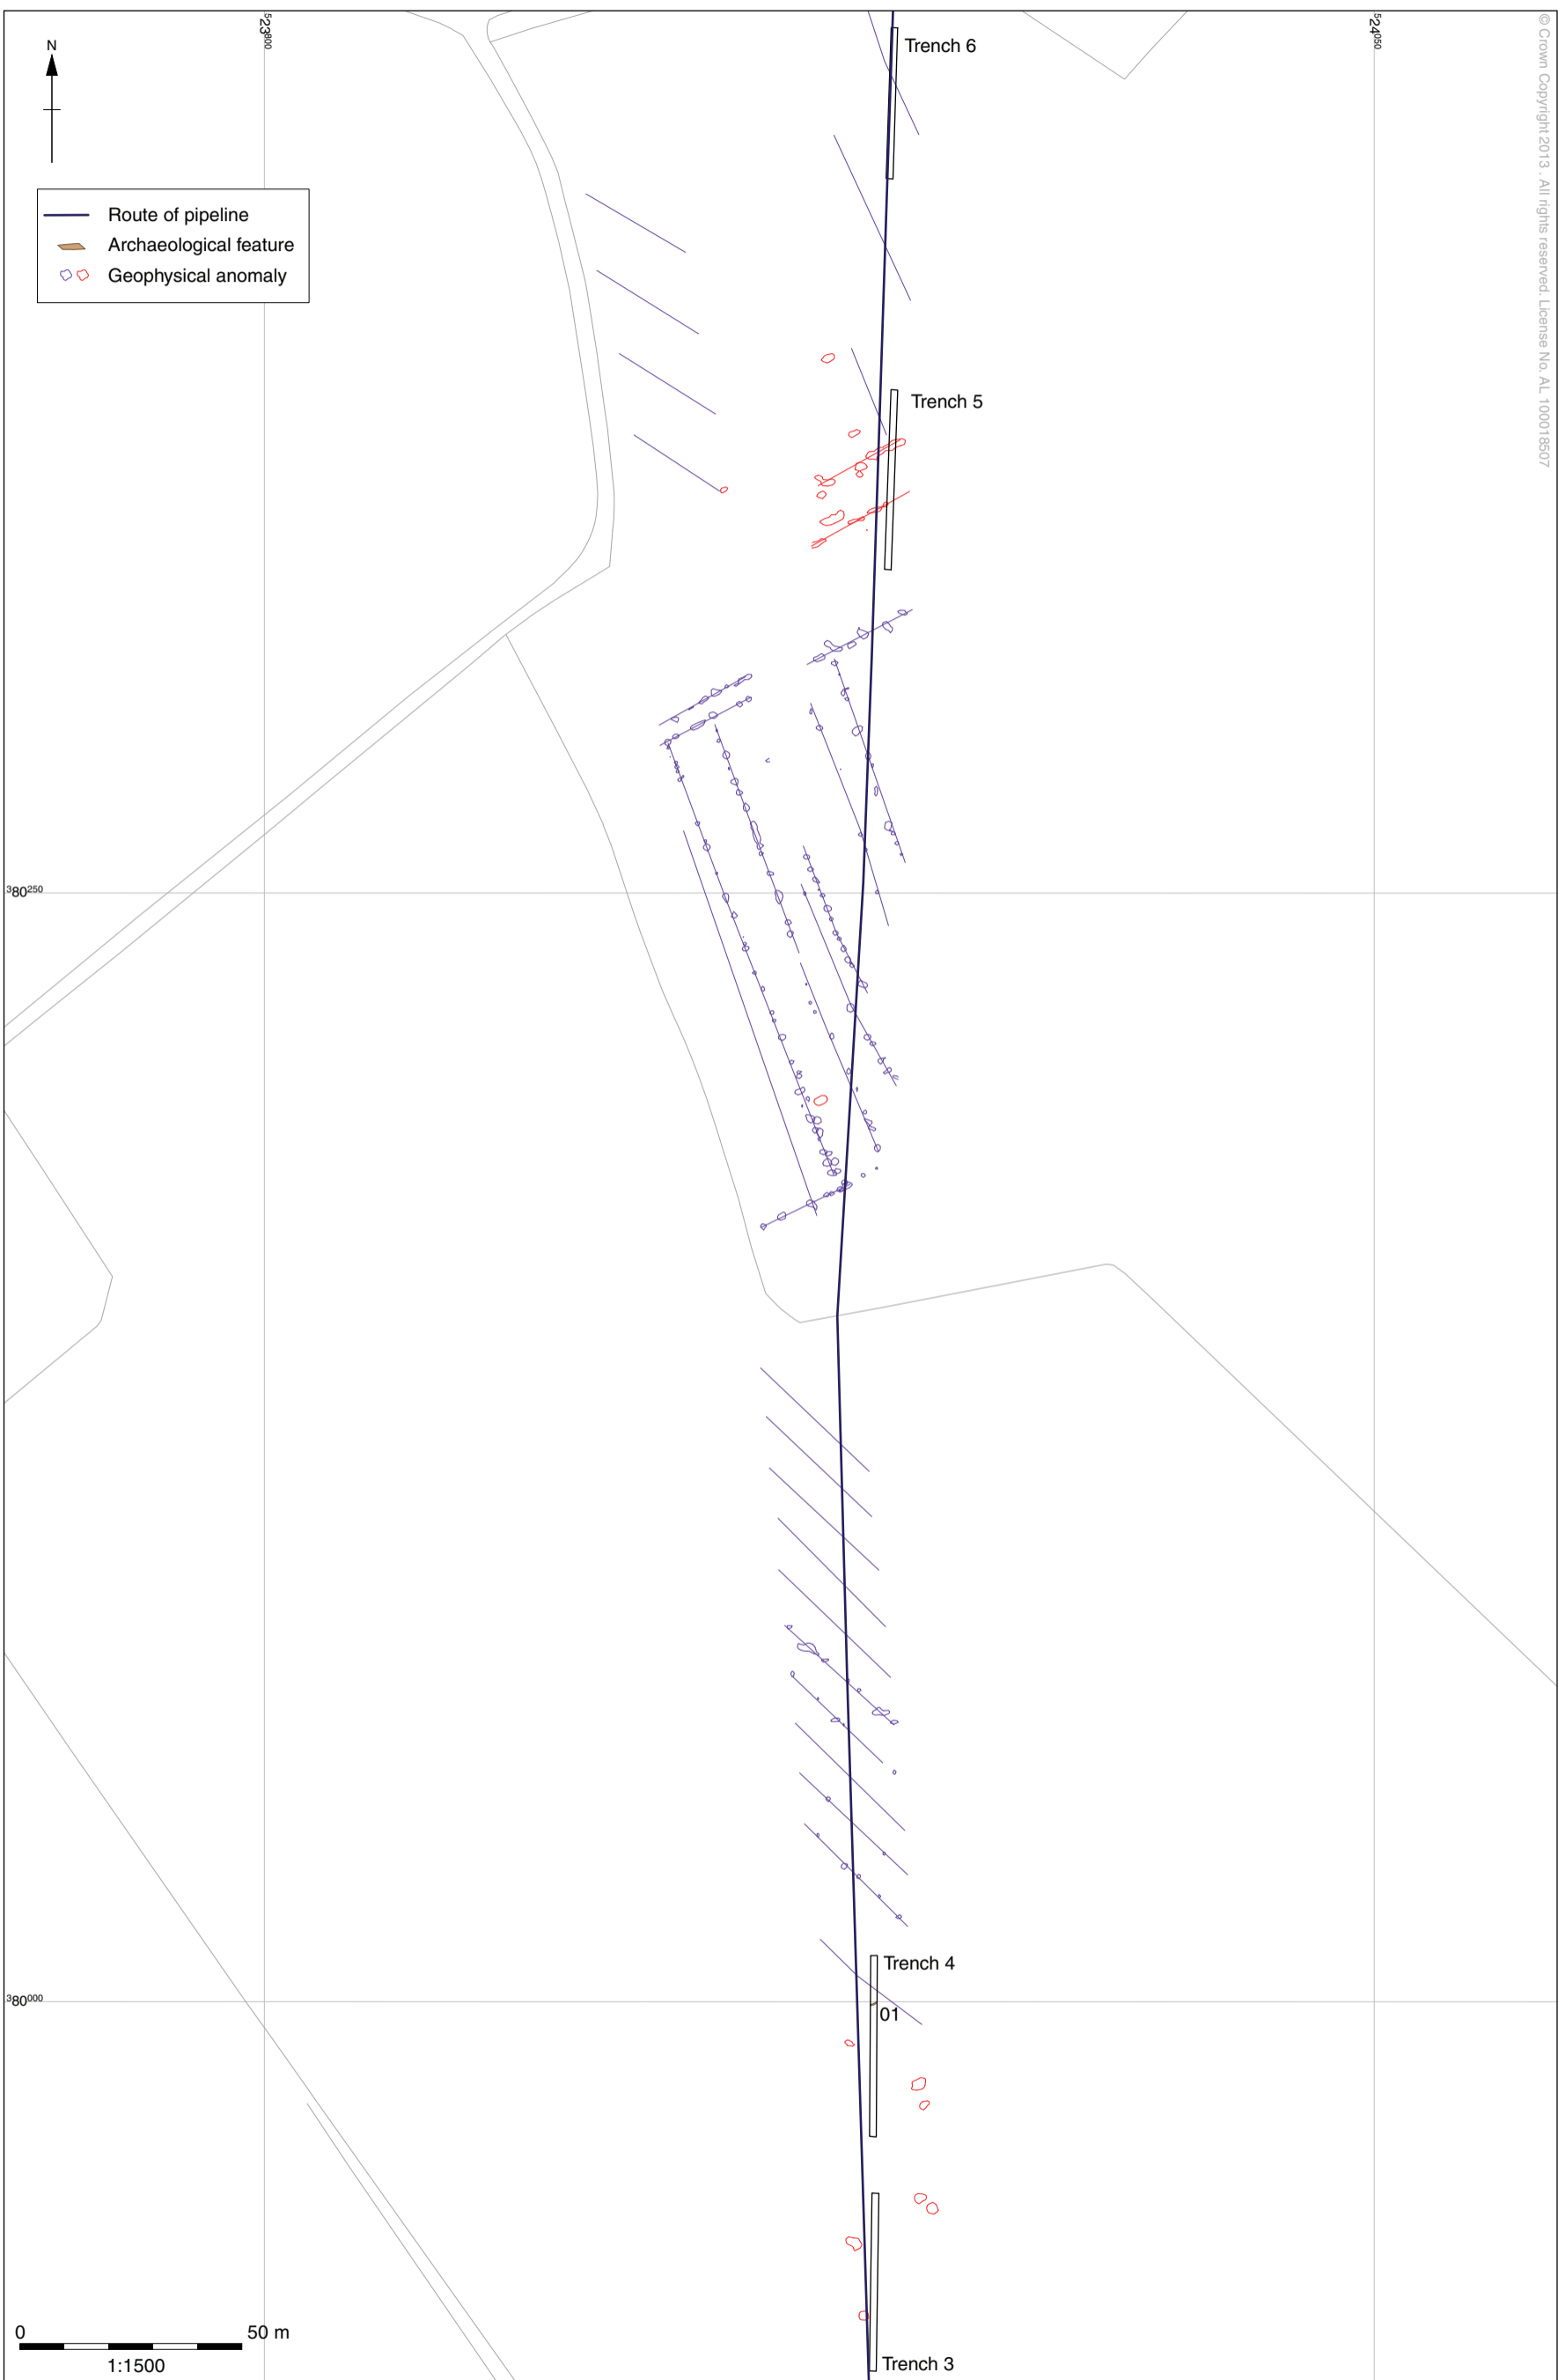 523800
524050
© Crown Copyright 2013 . All rights reserved. License No. AL 100018507
N
Trench 6
Route of pipeline
Archaeological feature
Geophysical anomaly
Trench 5
380250
Trench 4
380000
01
0 50 m
1:1500
Trench 3